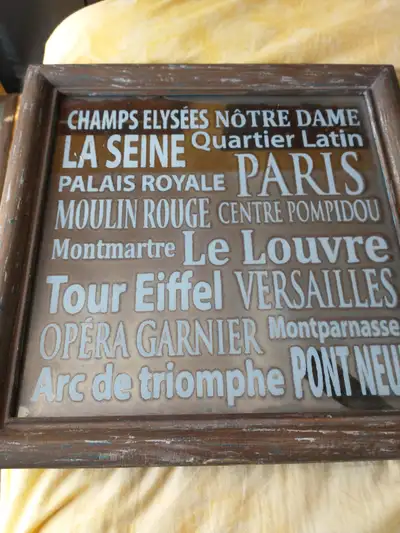 CHAMPS ELYSÉES NôTRE DAME
LA SEINE Quartier Latin
PALAIS ROYALE PARIS
MOULIN ROUGE CENTRE POMPIDOU
Montmartre Le Louvre
Tour Eiffel VERSAILLES
OPÉRA GARNIER Montparnasse
Arc de triomphe PONT NEU